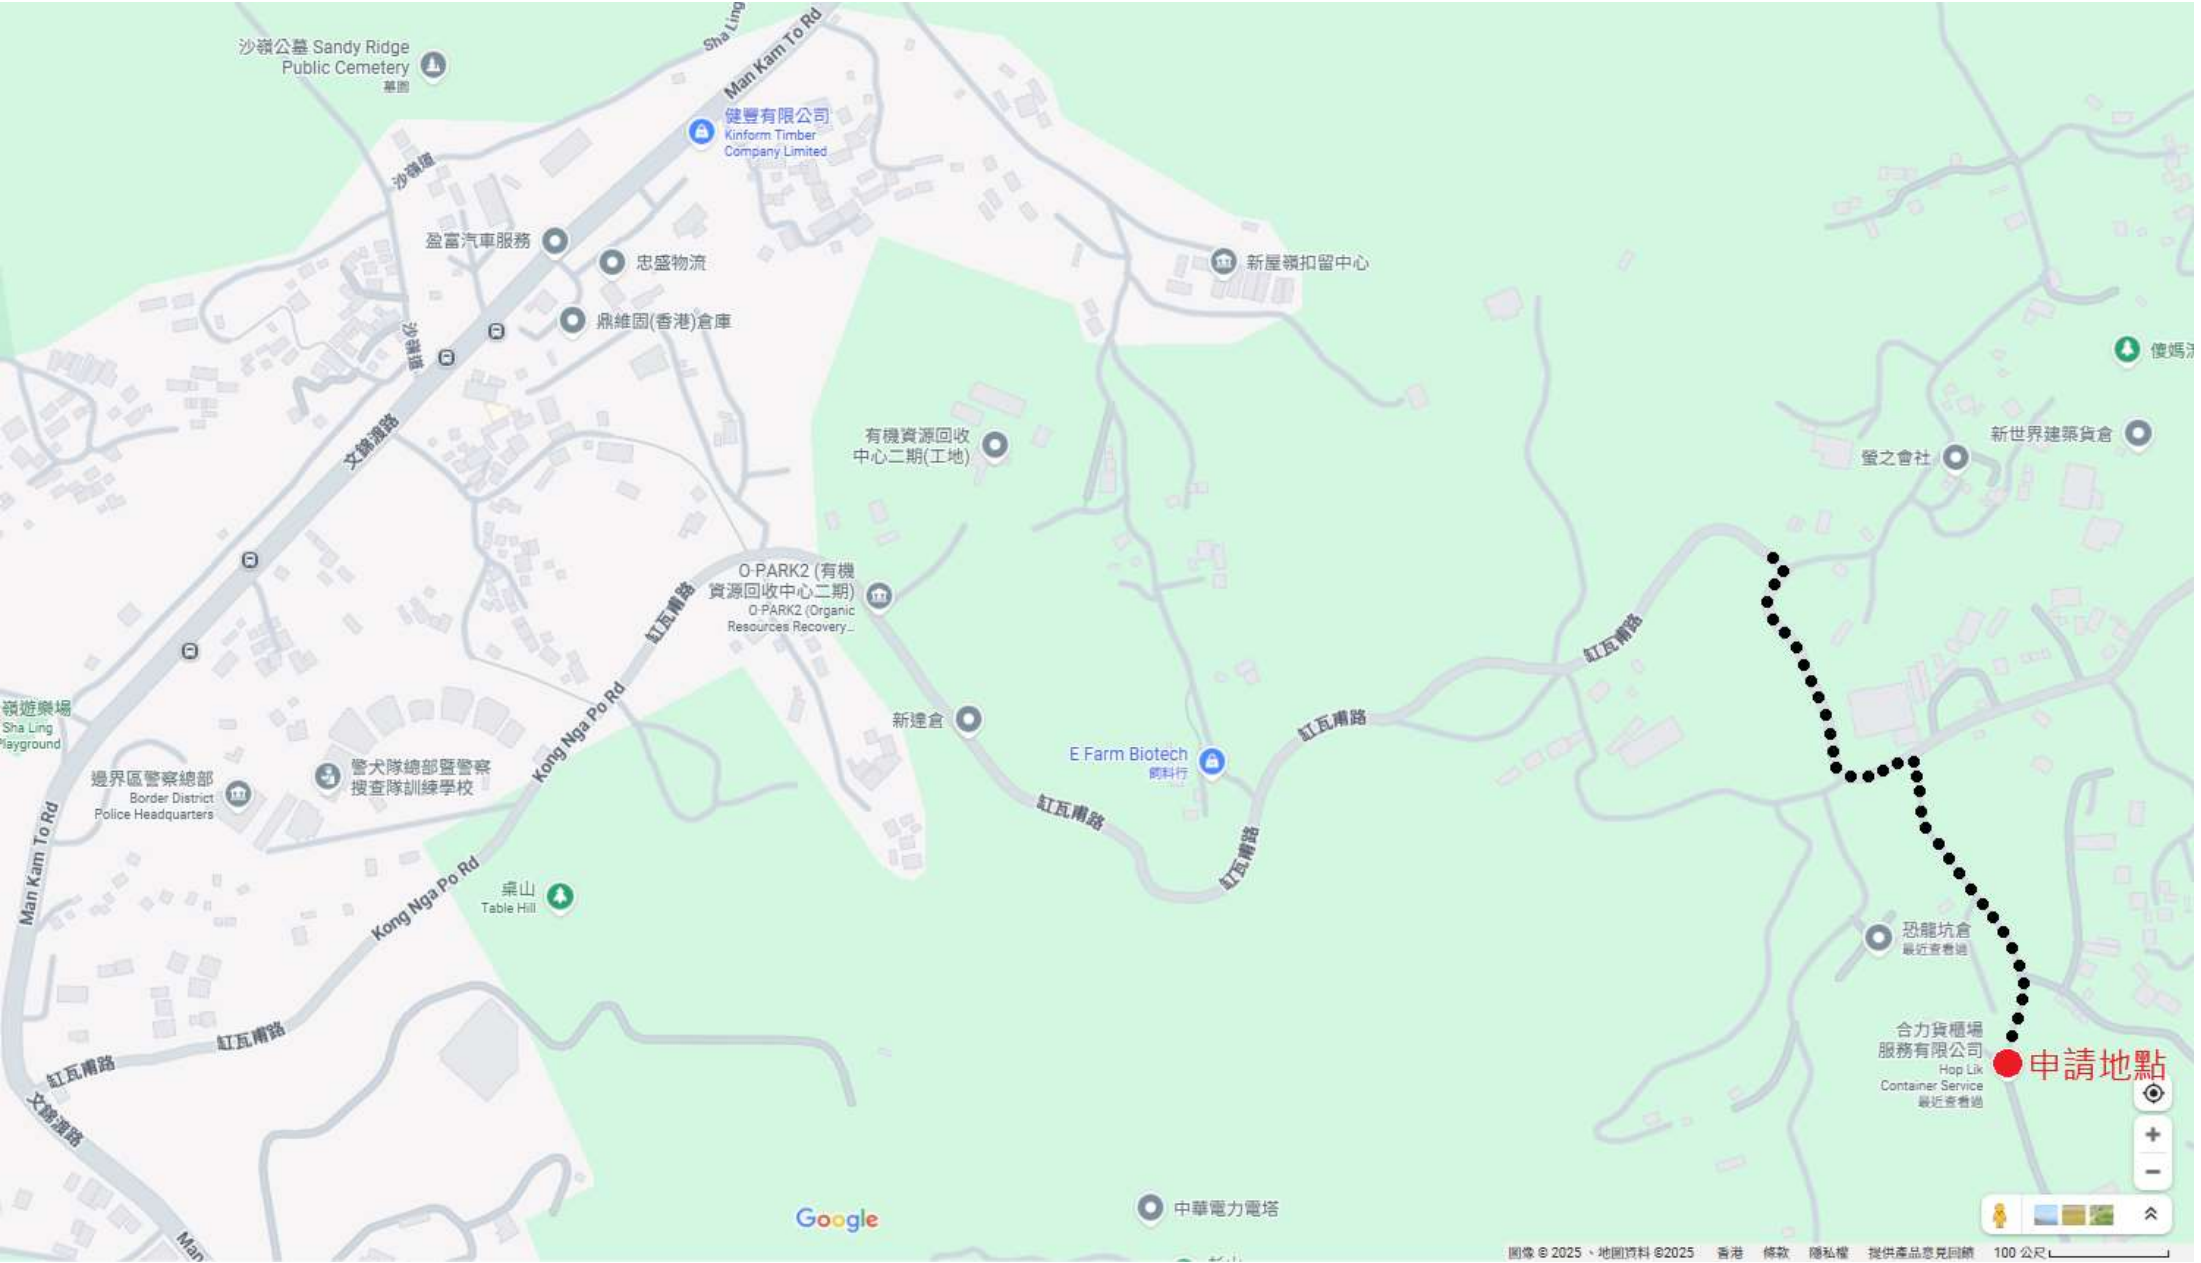 沙嶺公墓 Sandy Ridge
Public Cemetery
墓園
Sha Ling
Man Kam To Rd
健豐有限公司
Kinform Timber
Company Limited
沙嶺道
盈富汽車服務
忠盛物流
新屋嶺扣留中心
鼎維固(香港)倉庫
沙嶺道
傻媽
文錦渡路
有機資源回收
中心二期(工地)
新世界建築貨倉
螢之會社
O·PARK2 (有機
資源回收中心二期)
O·PARK2 (Organic
Resources Recovery...
缸瓦甫路
缸瓦甫路
Kong Nga Po Rd
嶺遊樂場
Sha Ling
Playground
新達倉
缸瓦甫路
E Farm Biotech
飼料行
邊界區警察總部
Border District
Police Headquarters
警犬隊總部暨警察
搜查隊訓練學校
缸瓦甫路
缸瓦甫路
Man Kam To Rd
Kong Nga Po Rd
桌山
Table Hill
恐龍坑倉
最近查看過
缸瓦甫路
缸瓦甫路
文錦渡路
合力貨櫃場
服務有限公司
Hop Lik
Container Service
最近查看過
申請地點
Man
Google
中華電力電塔
圖像 © 2025、地圖資料 ©2025 香港 條款 隱私權 提供產品意見回饋 100 公尺